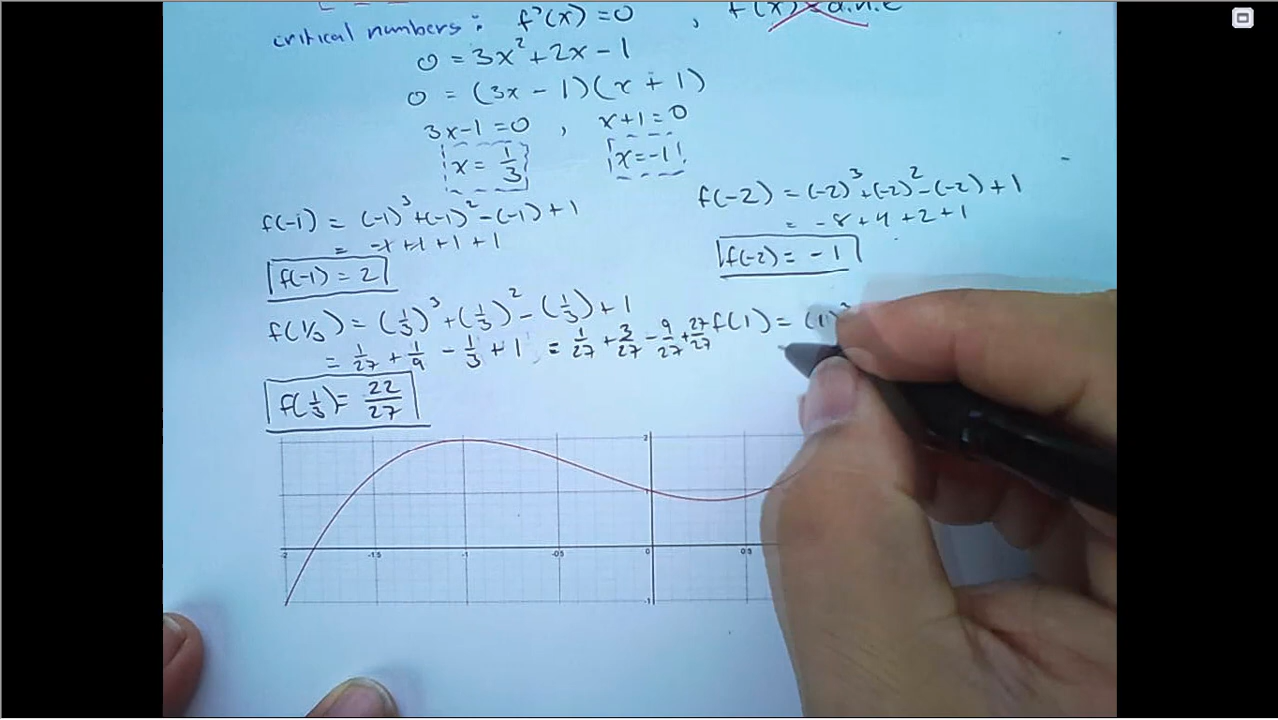 critical numbers: f'(x) = 0 ,
0 = 3x² + 2x - 1
0 = (3x - 1)(x + 1)
3x - 1 = 0 , x + 1 = 0
x = 1/3 x = -1
f(-1) = (-1)³ + (-1)² - (-1) + 1
= -1 + 1 + 1 + 1
f(-1) = 2
f(-2) = (-2)³ + (-2)² - (-2) + 1
= -8 + 4 + 2 + 1
f(-2) = -1
f(1/3) = (1/3)³ + (1/3)² - (1/3) + 1
= 1/27 + 1/9 - 1/3 + 1 = 1/27 + 3/27 - 9/27 + 27/27
f(1/3) = 22/27
f(1) = (1)³
2
-2 -1.5 -1 -0.5 0 0.5
-1